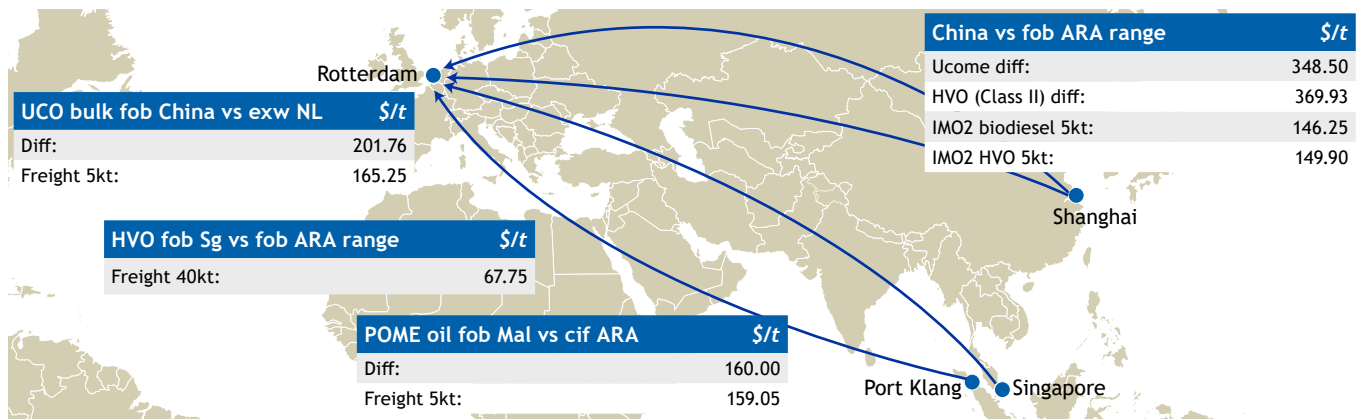 China vs fob ARA range $/t
Ucome diff: 348.50
HVO (Class II) diff: 369.93
IMO2 biodiesel 5kt: 146.25
IMO2 HVO 5kt: 149.90
Rotterdam
UCO bulk fob China vs exw NL $/t
Diff: 201.76
Freight 5kt: 165.25
Shanghai
HVO fob Sg vs fob ARA range $/t
Freight 40kt: 67.75
POME oil fob Mal vs cif ARA $/t
Diff: 160.00
Freight 5kt: 159.05
Port Klang
Singapore